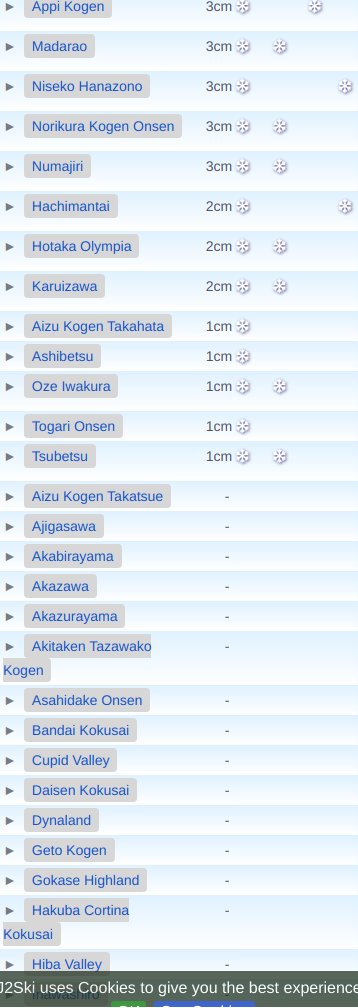 Appi Kogen 3cm
Madarao 3cm
Niseko Hanazono 3cm
Norikura Kogen Onsen 3cm
Numajiri 3cm
Hachimantai 2cm
Hotaka Olympia 2cm
Karuizawa 2cm
Aizu Kogen Takahata 1cm
Ashibetsu 1cm
Oze Iwakura 1cm
Togari Onsen 1cm
Tsubetsu 1cm
Aizu Kogen Takatsue -
Ajigasawa -
Akabirayama -
Akazawa -
Akazurayama -
Akitaken Tazawako -
Kogen
Asahidake Onsen -
Bandai Kokusai -
Cupid Valley -
Daisen Kokusai -
Dynaland -
Geto Kogen -
Gokase Highland -
Hakuba Cortina -
Kokusai
Hiba Valley -
J2Ski uses Cookies to give you the best experience
Inawashiro